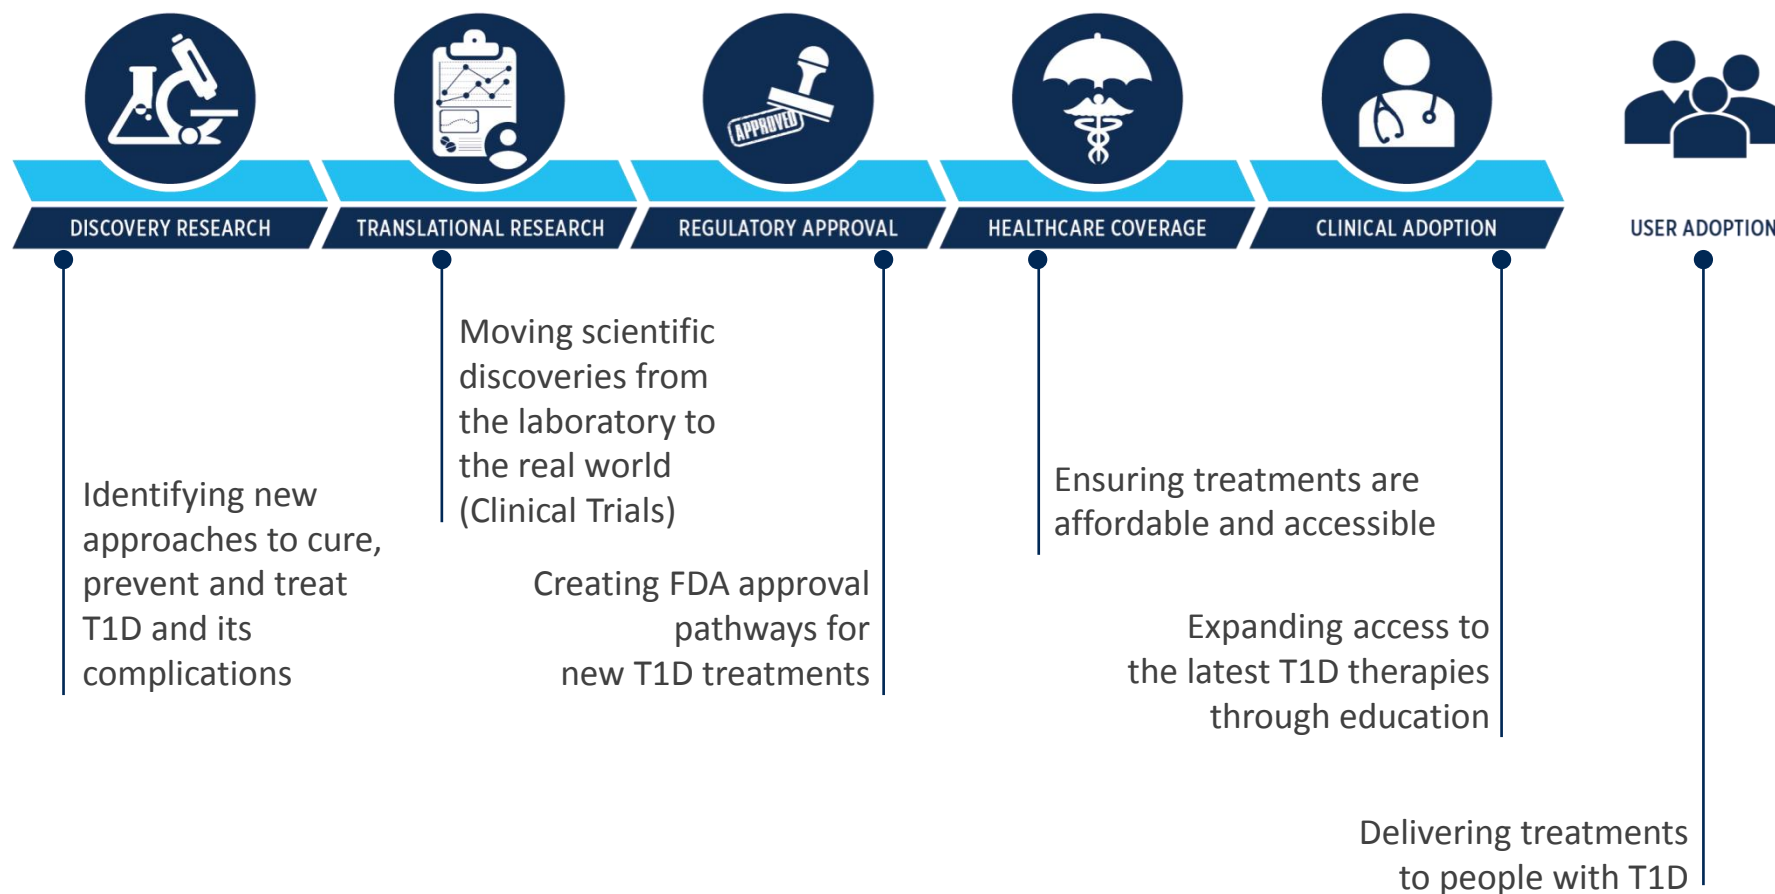 APPROVED
DISCOVERY RESEARCH
TRANSLATIONAL RESEARCH
REGULATORY APPROVAL
HEALTHCARE COVERAGE
CLINICAL ADOPTION
USER ADOPTION
Identifying new
approaches to cure,
prevent and treat
T1D and its
complications
Moving scientific
discoveries from
the laboratory to
the real world
(Clinical Trials)
Creating FDA approval
pathways for
new T1D treatments
Ensuring treatments are
affordable and accessible
Expanding access to
the latest T1D therapies
through education
Delivering treatments
to people with T1D